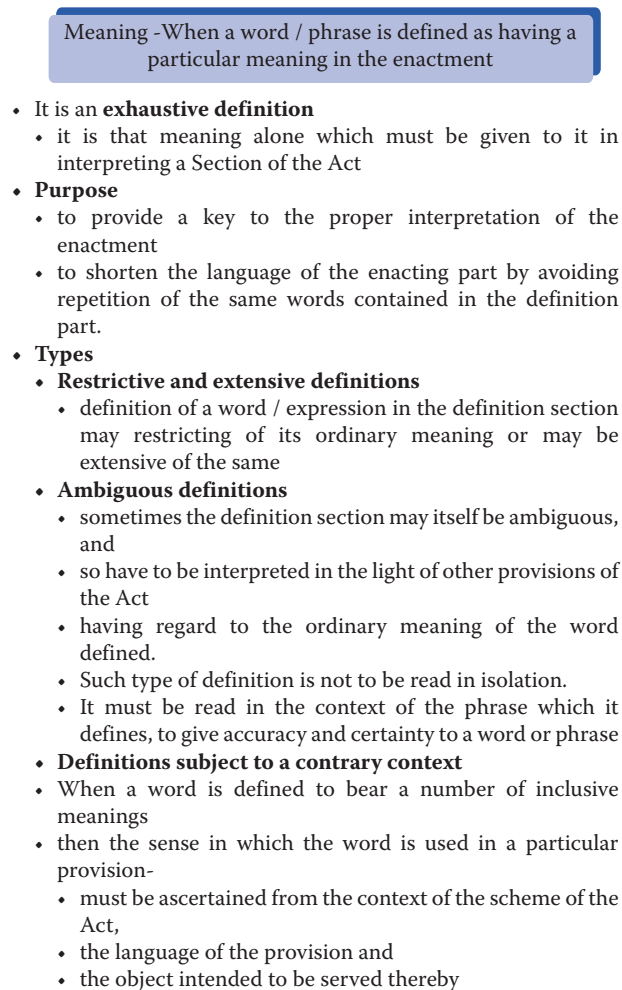 Meaning -When a word / phrase is defined as having a
particular meaning in the enactment
• It is an exhaustive definition
• it is that meaning alone which must be given to it in
interpreting a Section of the Act
• Purpose
• to provide a key to the proper interpretation of the
enactment
• to shorten the language of the enacting part by avoiding
repetition of the same words contained in the definition
part.
• Types
• Restrictive and extensive definitions
• definition of a word / expression in the definition section
may restricting of its ordinary meaning or may be
extensive of the same
• Ambiguous definitions
• sometimes the definition section may itself be ambiguous,
and
• so have to be interpreted in the light of other provisions of
the Act
• having regard to the ordinary meaning of the word
defined.
• Such type of definition is not to be read in isolation.
• It must be read in the context of the phrase which it
defines, to give accuracy and certainty to a word or phrase
• Definitions subject to a contrary context
• When a word is defined to bear a number of inclusive
meanings
• then the sense in which the word is used in a particular
provision-
• must be ascertained from the context of the scheme of the
Act,
• the language of the provision and
• the object intended to be served thereby